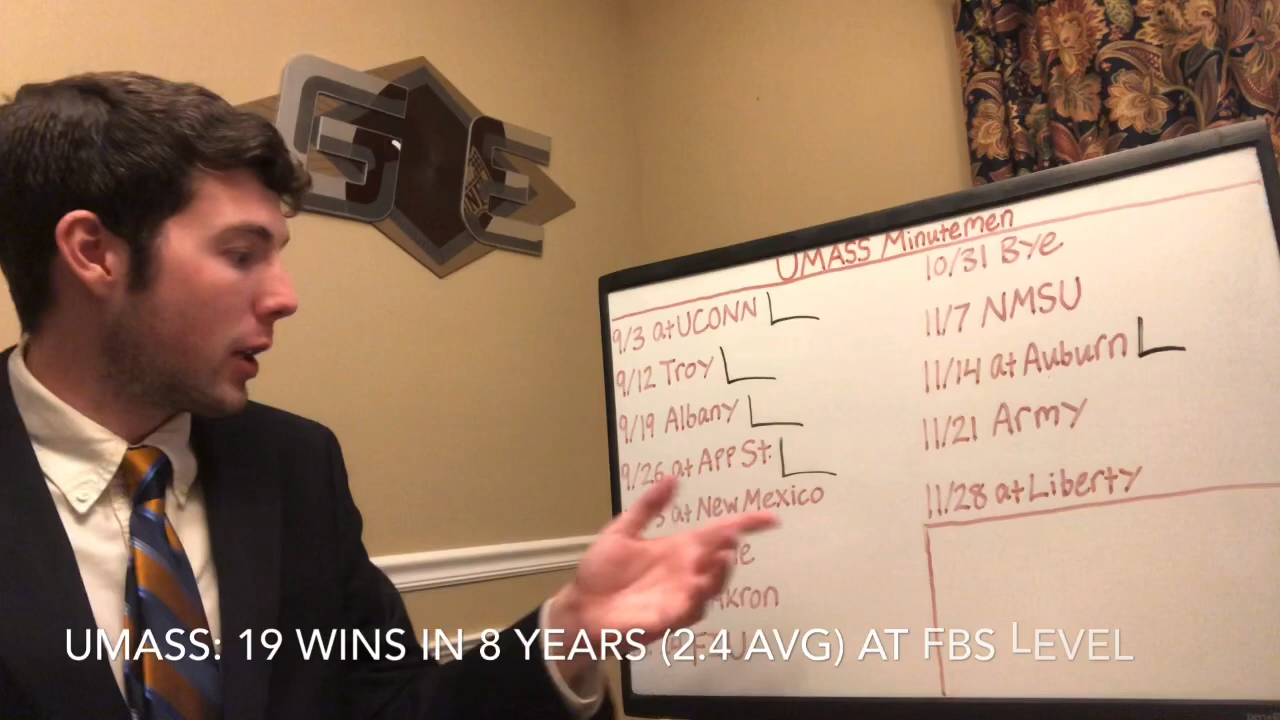 UMASS Minutemen
9/3 at UCONN L
9/12 Troy L
9/19 Albany L
9/26 at App St. L
at New Mexico
Akron
10/31 Bye
11/7 NMSU
11/14 at Auburn L
11/21 Army
11/28 at Liberty
UMASS: 19 WINS IN 8 YEARS (2.4 AVG) AT FBS LEVEL